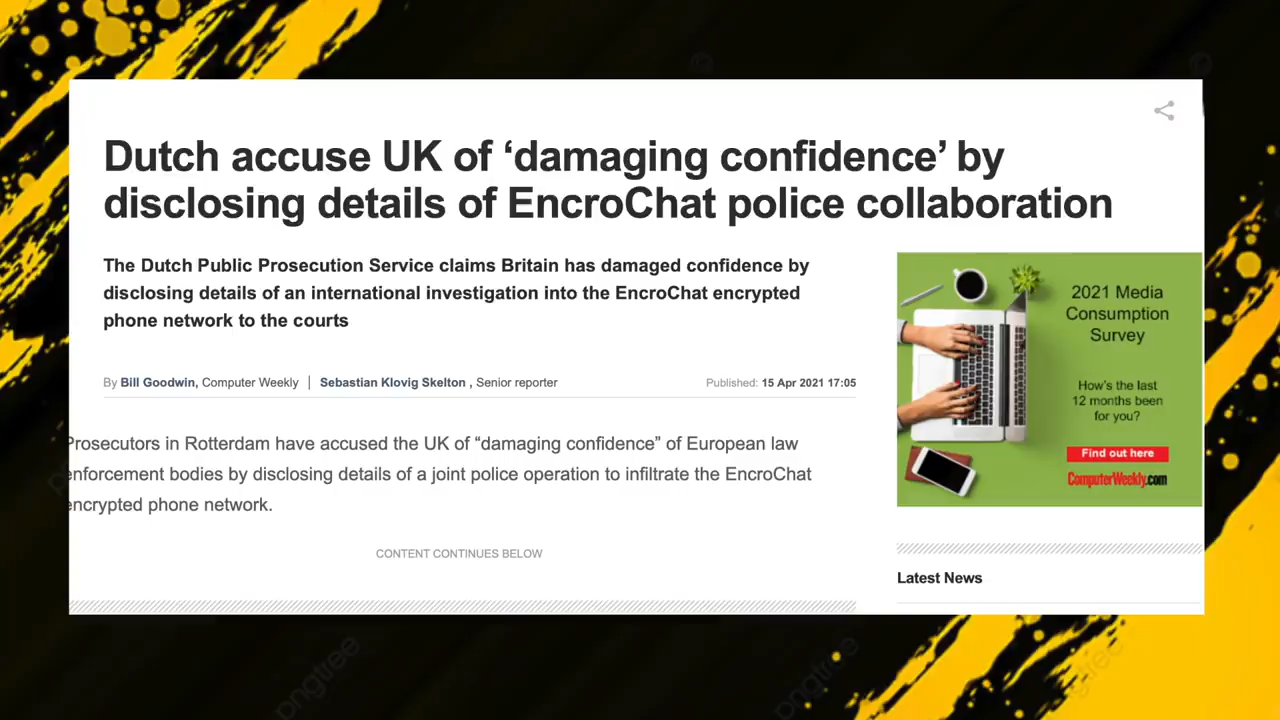 Dutch accuse UK of ‘damaging confidence’ by
disclosing details of EncroChat police collaboration
The Dutch Public Prosecution Service claims Britain has damaged confidence by
disclosing details of an international investigation into the EncroChat encrypted
phone network to the courts
By Bill Goodwin, Computer Weekly | Sebastian Klovig Skelton , Senior reporter
Published: 15 Apr 2021 17:05
Prosecutors in Rotterdam have accused the UK of “damaging confidence” of European law
enforcement bodies by disclosing details of a joint police operation to infiltrate the EncroChat
encrypted phone network.
CONTENT CONTINUES BELOW
2021 Media
Consumption
Survey
How's the last
12 months been
for you?
Find out here
ComputerWeekly.com
Latest News
pngtree
pngtree
pngtree